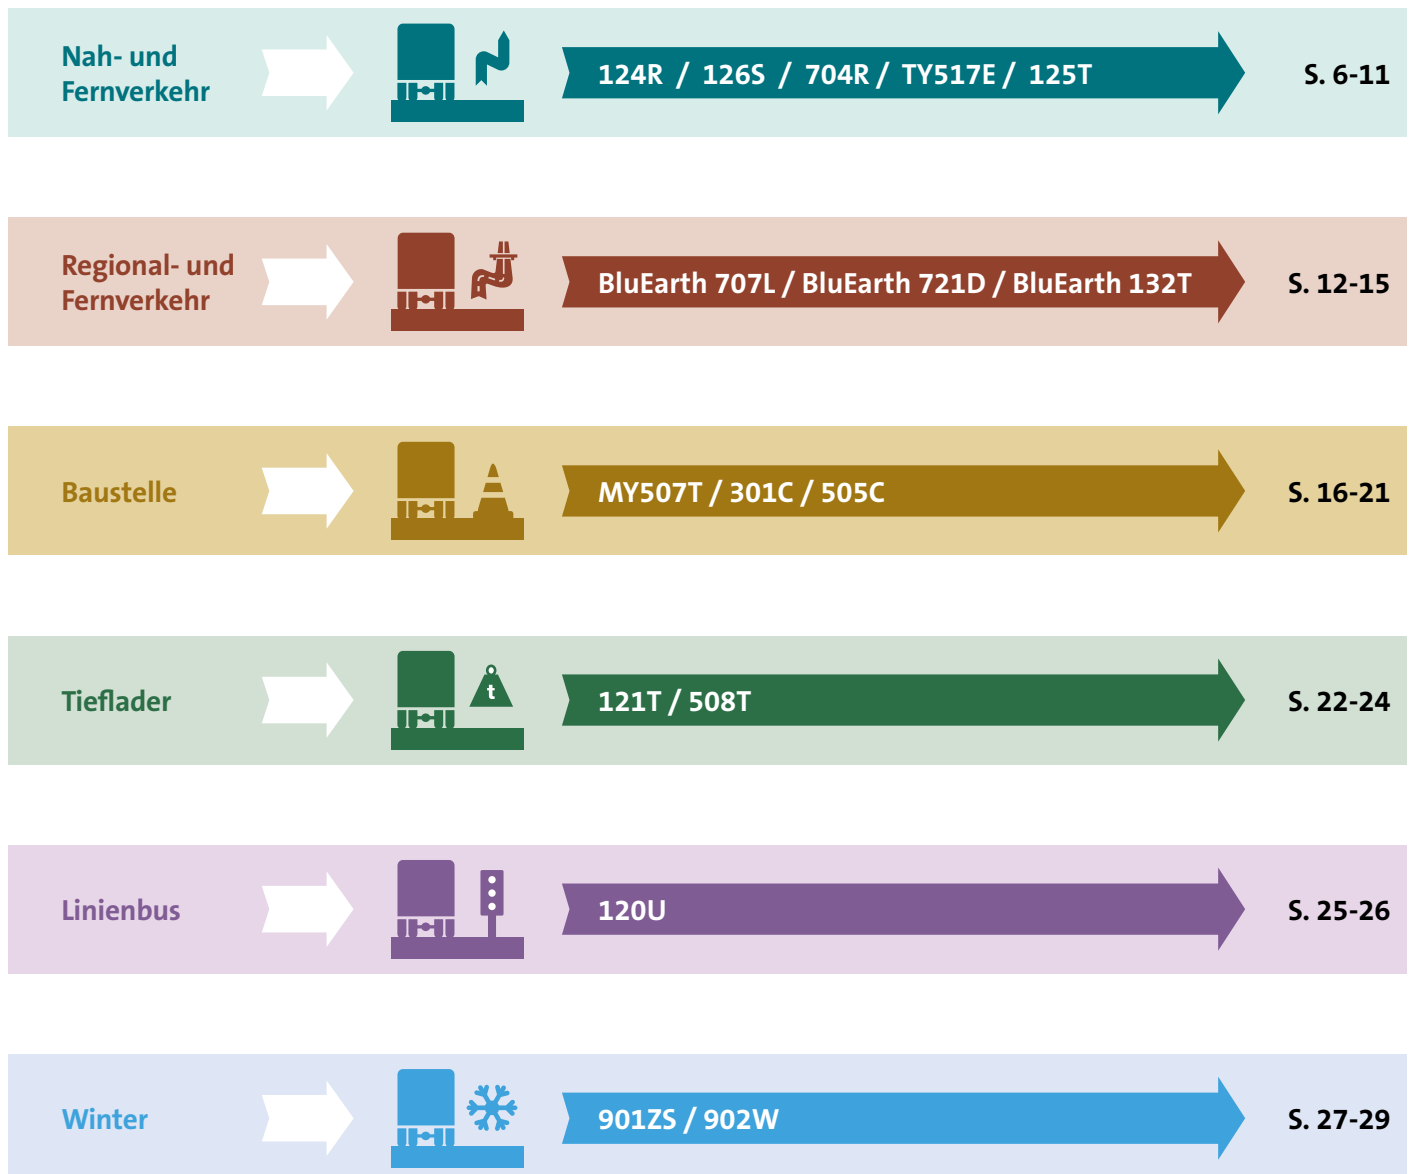 Nah- und
Fernverkehr
124R / 126S / 704R / TY517E / 125T
S. 6-11
Regional- und
Fernverkehr
BluEarth 707L / BluEarth 721D / BluEarth 132T
S. 12-15
Baustelle
MY507T / 301C / 505C
S. 16-21
Tieflader
t
121T / 508T
S. 22-24
Linienbus
120U
S. 25-26
Winter
901ZS / 902W
S. 27-29